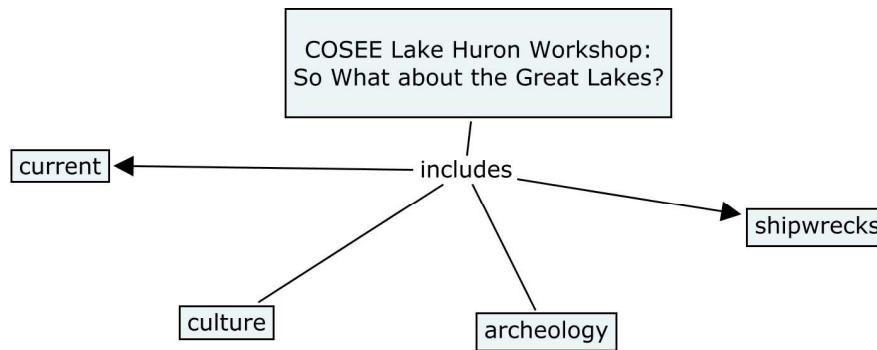 COSEE Lake Huron Workshop:
So What about the Great Lakes?
includes
current
shipwrecks
culture
archeology